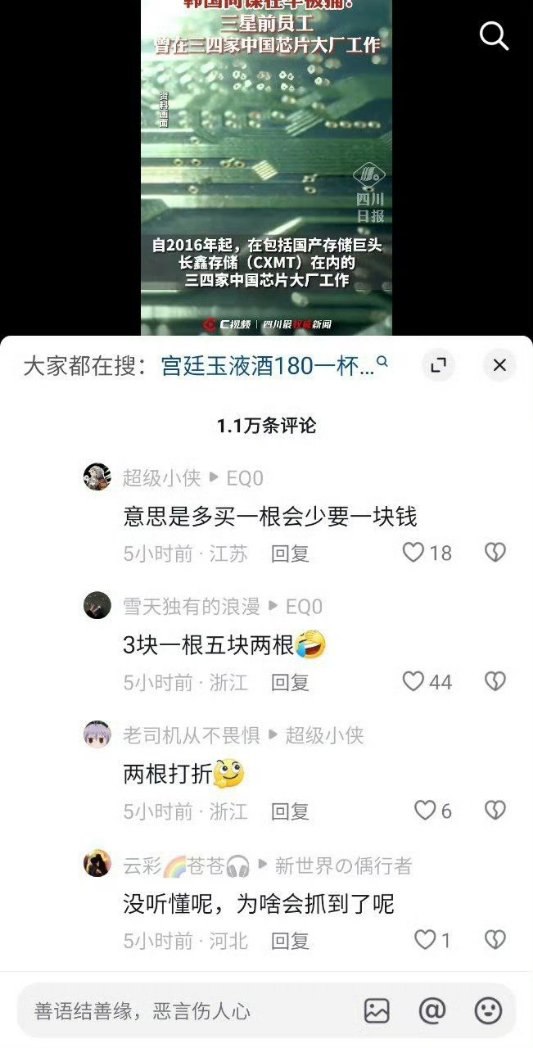 韩国间谍在华被捕！
三星前员工
曾在三四家中国芯片大厂工作
资料画面
四川
日报
自2016年起，在包括国产存储巨头
长鑫存储（CXMT）在内的
三四家中国芯片大厂工作
C视频 | 四川最权威新闻
大家都在搜：宫廷玉液酒180一杯...
1.1万条评论
超级小侠 ▸ EQ0
意思是多买一根会少要一块钱
5小时前 · 江苏 回复
18
雪天独有的浪漫 ▸ EQ0
3块一根五块两根🤣
5小时前 · 浙江 回复
44
老司机从不畏惧 ▸ 超级小侠
两根打折🤔
5小时前 · 浙江 回复
6
云彩🌈苍苍🎧 ▸ 新世界の偶行者
没听懂呢，为啥会抓到了呢
5小时前 · 河北 回复
1
善语结善缘，恶言伤人心